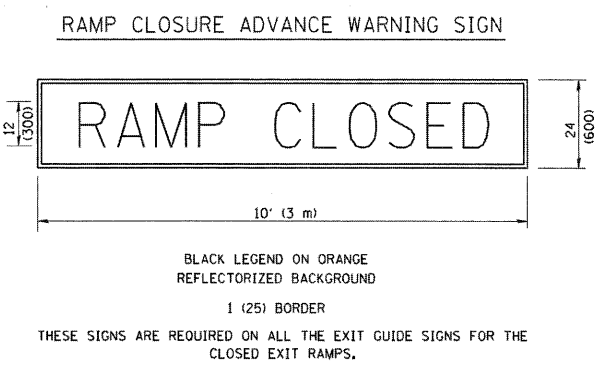 RAMP CLOSURE ADVANCE WARNING SIGN
12
(300)
RAMP CLOSED
24
(600)
10' (3 m)
BLACK LEGEND ON ORANGE
REFLECTORIZED BACKGROUND
1 (25) BORDER
THESE SIGNS ARE REQUIRED ON ALL THE EXIT GUIDE SIGNS FOR THE
CLOSED EXIT RAMPS.